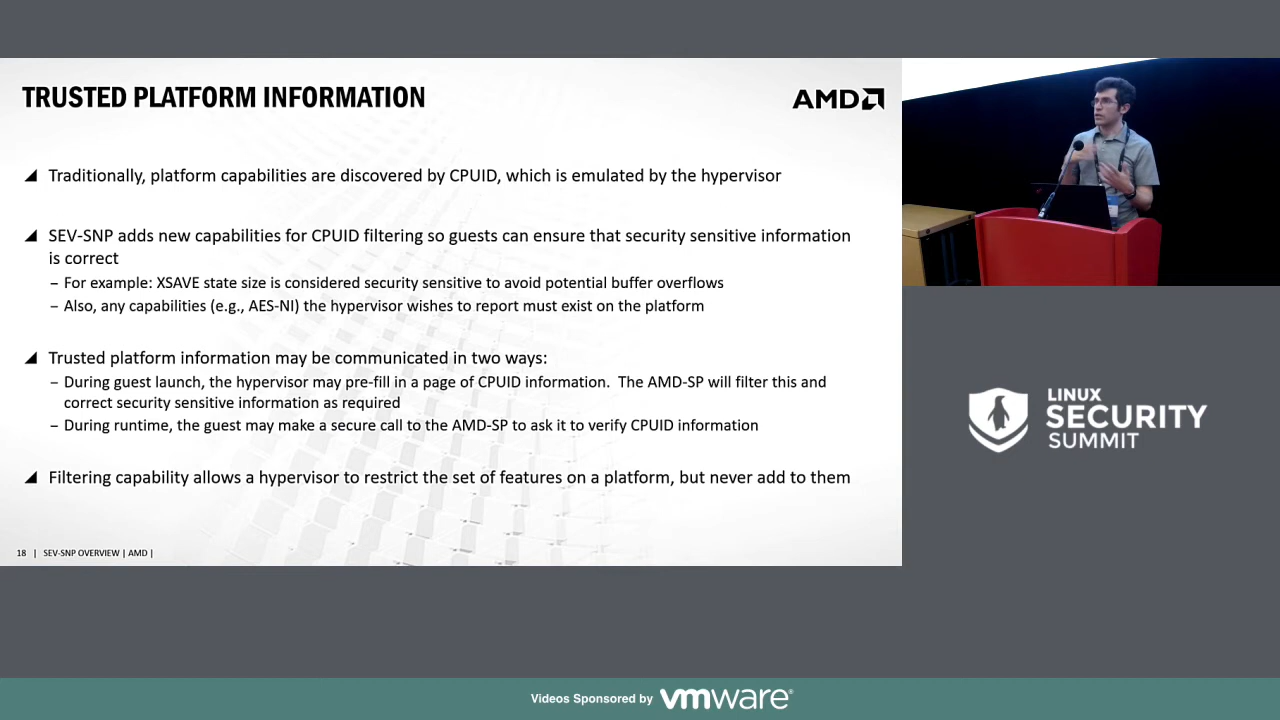 TRUSTED PLATFORM INFORMATION
AMD
Traditionally, platform capabilities are discovered by CPUID, which is emulated by the hypervisor
SEV-SNP adds new capabilities for CPUID filtering so guests can ensure that security sensitive information
is correct
– For example: XSAVE state size is considered security sensitive to avoid potential buffer overflows
– Also, any capabilities (e.g., AES-NI) the hypervisor wishes to report must exist on the platform
Trusted platform information may be communicated in two ways:
– During guest launch, the hypervisor may pre-fill in a page of CPUID information. The AMD-SP will filter this and
correct security sensitive information as required
– During runtime, the guest may make a secure call to the AMD-SP to ask it to verify CPUID information
Filtering capability allows a hypervisor to restrict the set of features on a platform, but never add to them
18 | SEV-SNP OVERVIEW | AMD |
LINUX
SECURITY
SUMMIT
Videos Sponsored by vmware®